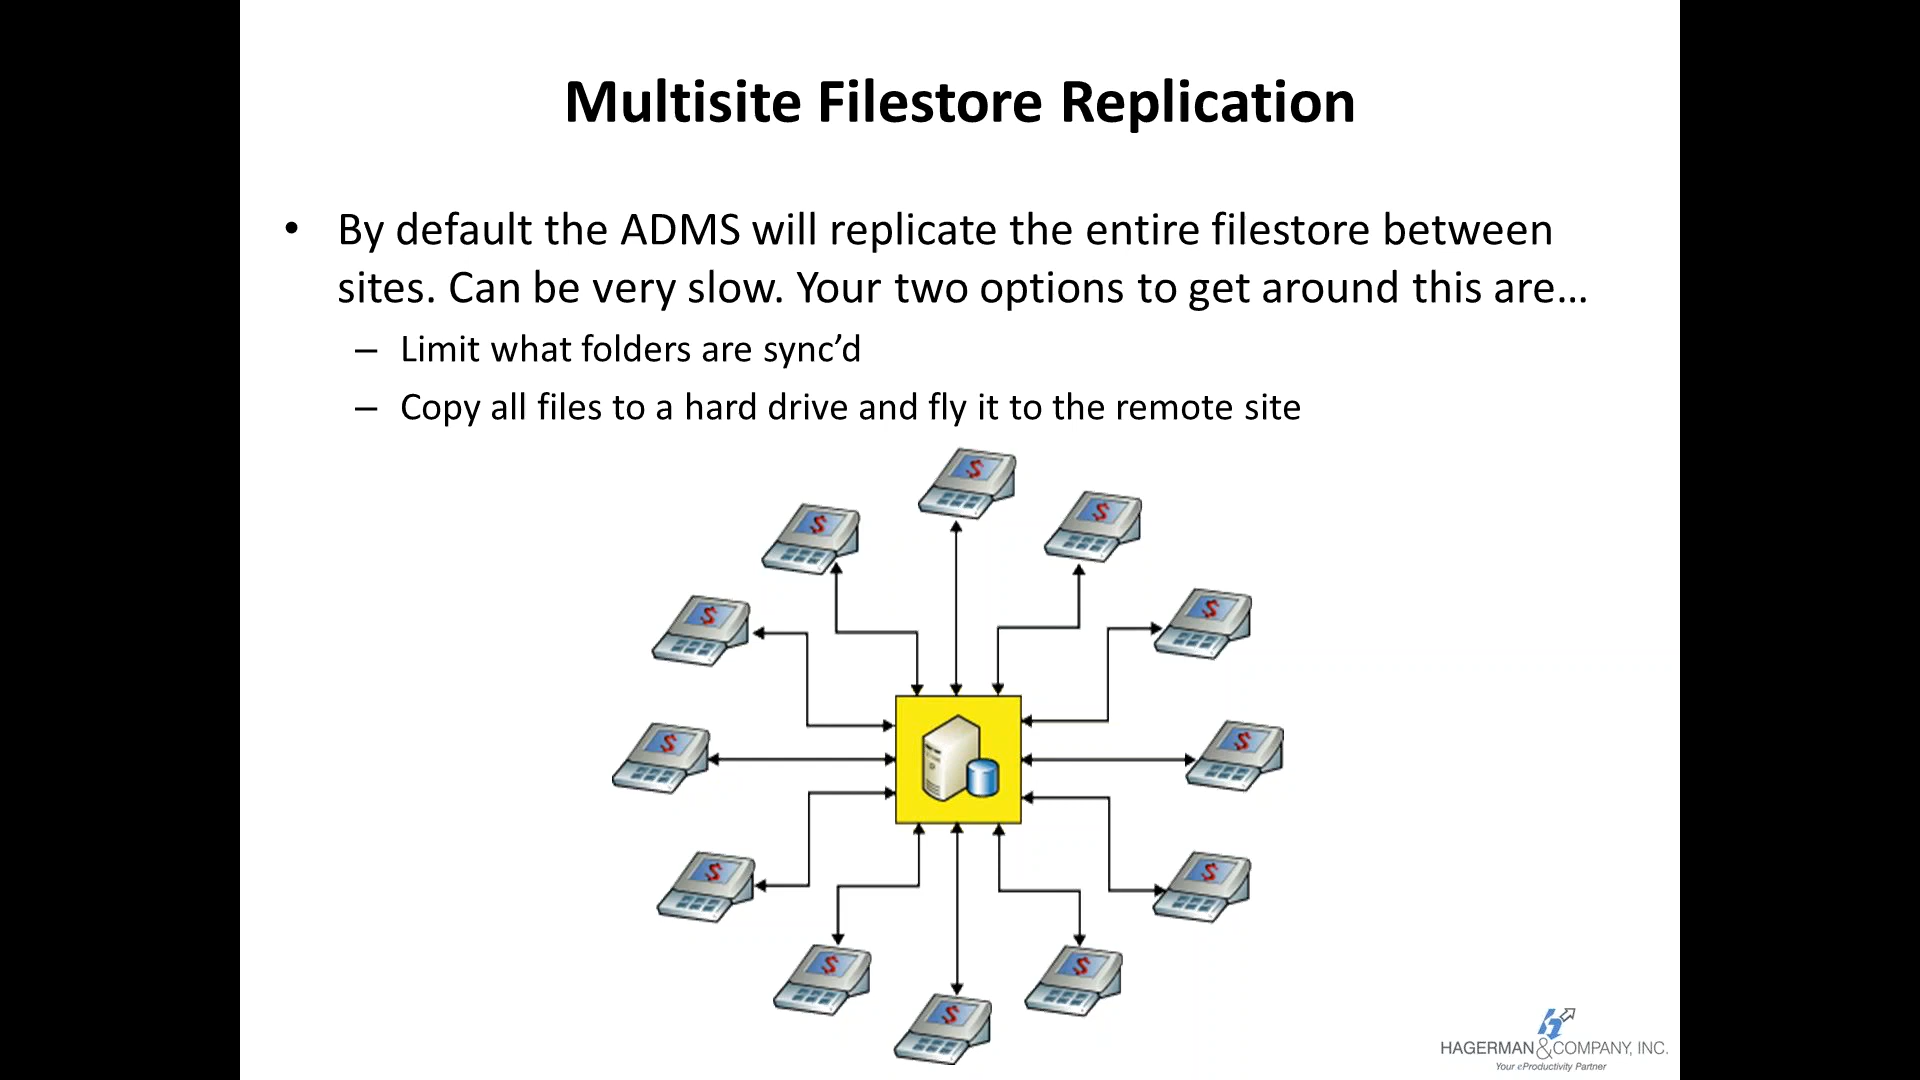 Multisite Filestore Replication
• By default the ADMS will replicate the entire filestore between
sites. Can be very slow. Your two options to get around this are...
– Limit what folders are sync’d
– Copy all files to a hard drive and fly it to the remote site
$
$
$
$
$
$
$
$
$
$
$
$
HAGERMAN&COMPANY, INC.
Your eProductivity Partner